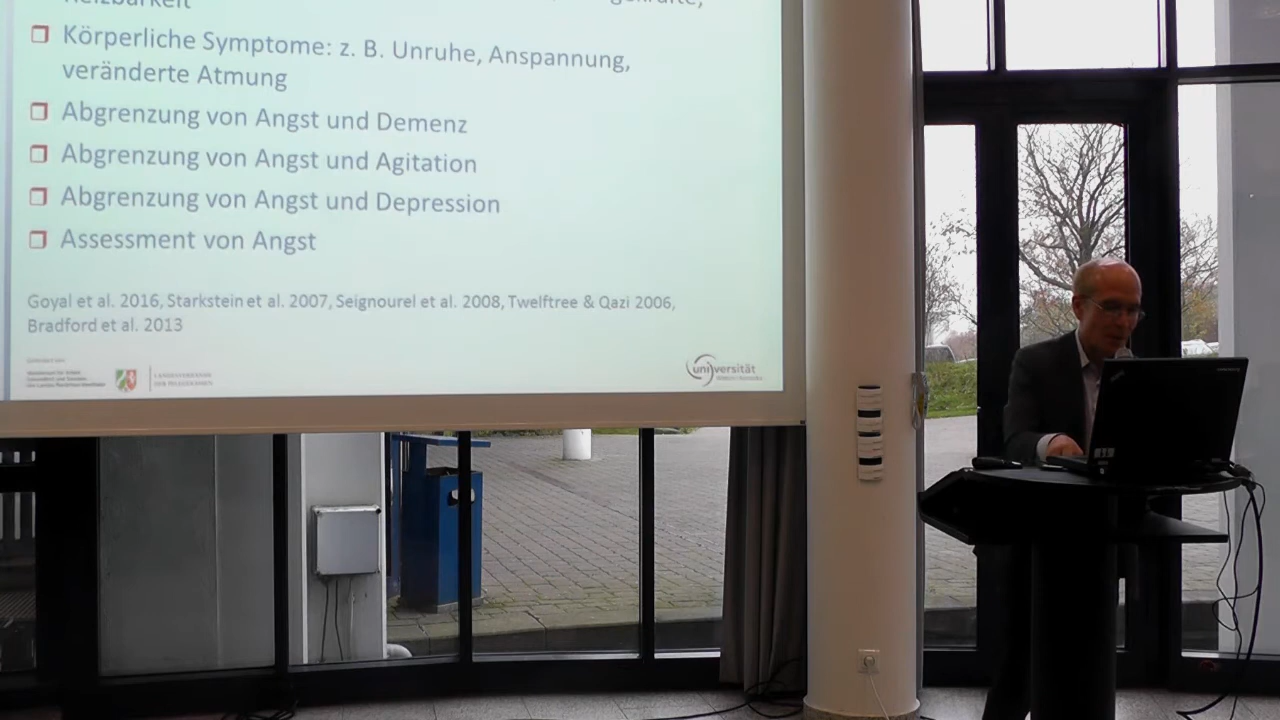 Reizbarkeit
❐ Körperliche Symptome: z. B. Unruhe, Anspannung,
veränderte Atmung
❐ Abgrenzung von Angst und Demenz
❐ Abgrenzung von Angst und Agitation
❐ Abgrenzung von Angst und Depression
❐ Assessment von Angst
Goyal et al. 2016, Starkstein et al. 2007, Seignourel et al. 2008, Twelftree & Qazi 2006,
Bradford et al. 2013
LANDESVERBAND
universität